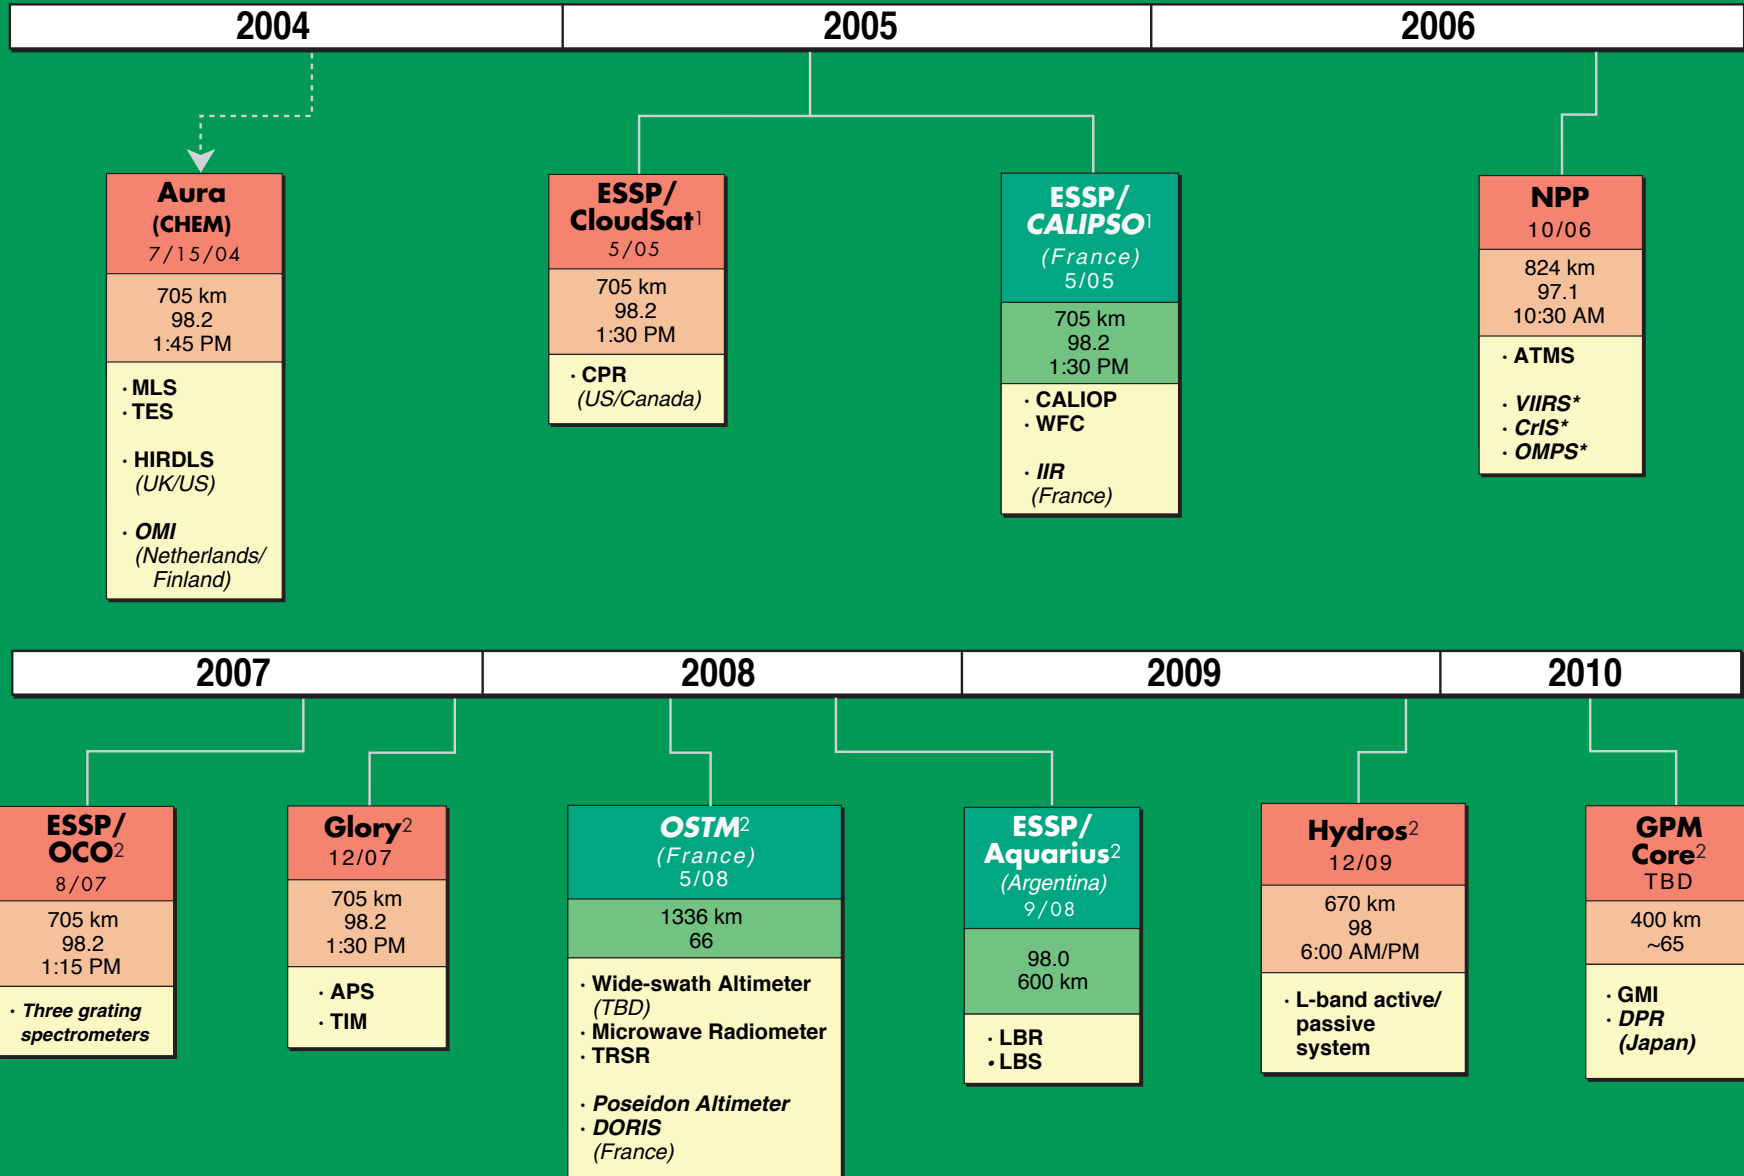 2004
2005
2006
Aura
(CHEM)
7/15/04
705 km
98.2
1:45 PM
· MLS
· TES
· HIRDLS
(UK/US)
· OMI
(Netherlands/
Finland)
ESSP/
CloudSat1
5/05
705 km
98.2
1:30 PM
· CPR
(US/Canada)
ESSP/
CALIPSO1
(France)
5/05
705 km
98.2
1:30 PM
· CALIOP
· WFC
· IIR
(France)
NPP
10/06
824 km
97.1
10:30 AM
· ATMS
· VIIRS*
· CrIS*
· OMPS*
2007
2008
2009
2010
ESSP/
OCO2
8/07
705 km
98.2
1:15 PM
· Three grating
spectrometers
Glory2
12/07
705 km
98.2
1:30 PM
· APS
· TIM
OSTM2
(France)
5/08
1336 km
66
· Wide-swath Altimeter
(TBD)
· Microwave Radiometer
· TRSR
· Poseidon Altimeter
· DORIS
(France)
ESSP/
Aquarius2
(Argentina)
9/08
98.0
600 km
· LBR
· LBS
Hydros2
12/09
670 km
98
6:00 AM/PM
· L-band active/
passive
system
GPM
Core2
TBD
400 km
~65
· GMI
· DPR
(Japan)